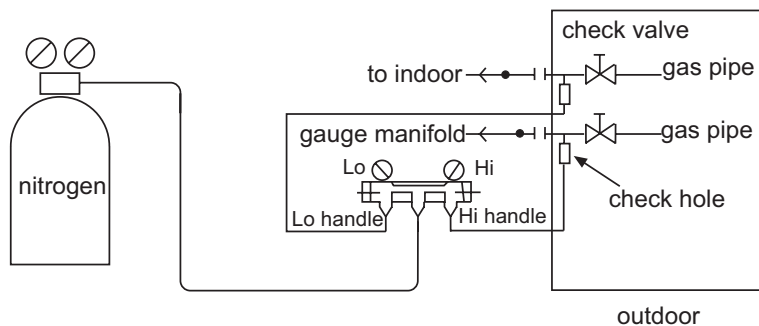 check valve
to indoor
gas pipe
gauge manifold
gas pipe
nitrogen
Lo
Hi
check hole
Lo handle
Hi handle
outdoor